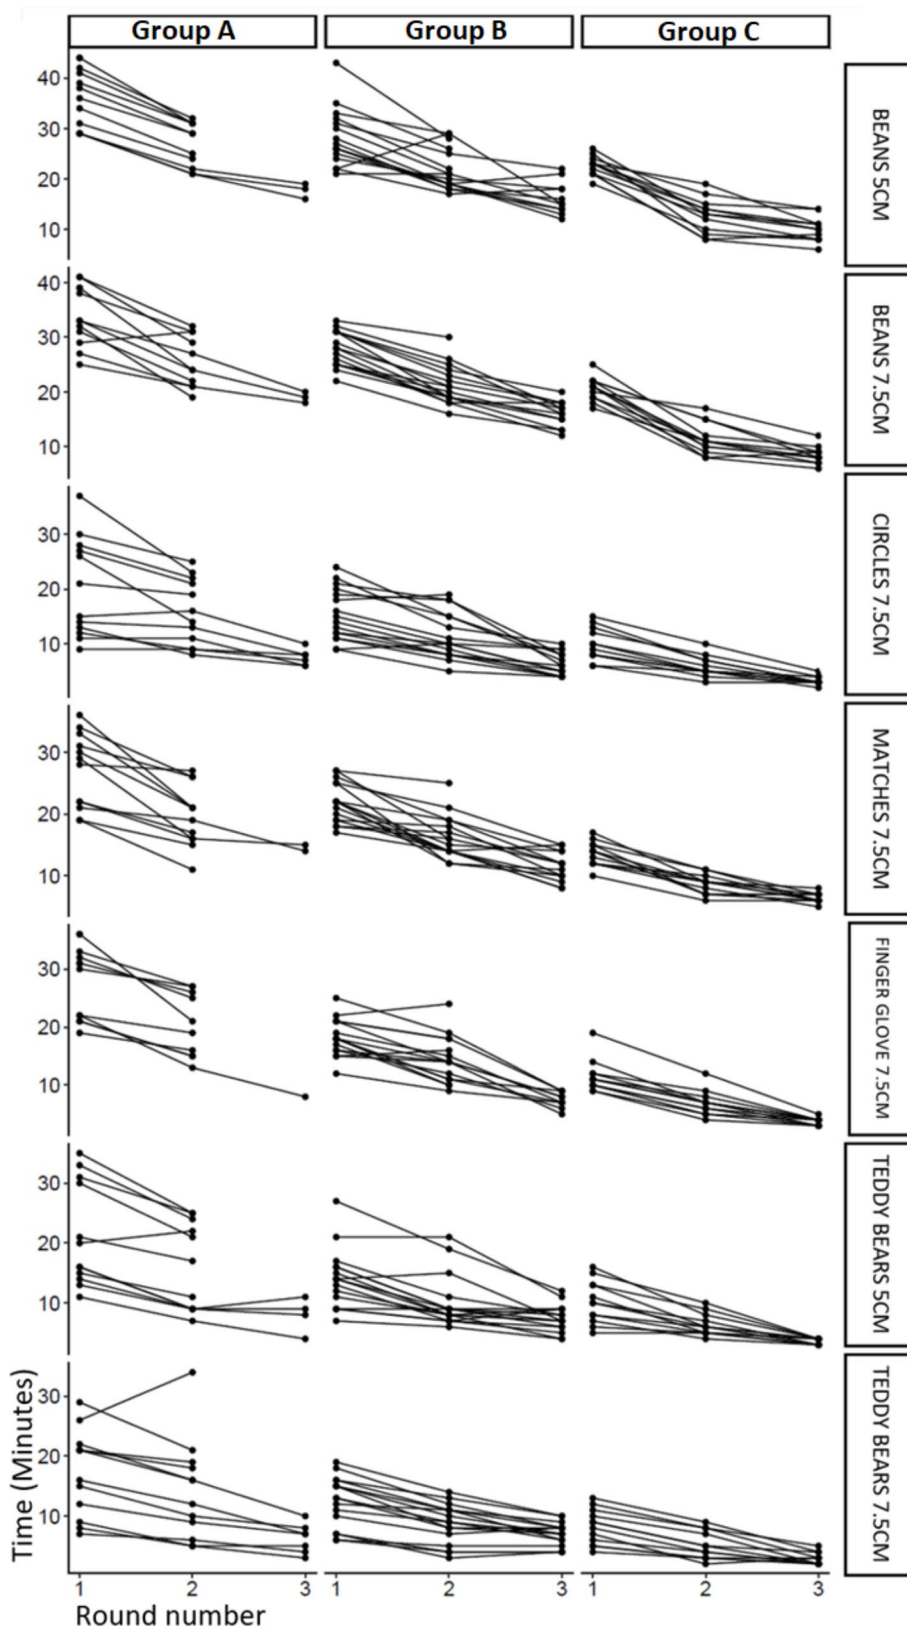 Group A Group B Group C
40
30
20
10
BEANS 5CM
40
30
20
10
BEANS 7.5CM
30
20
10
CIRCLES 7.5CM
30
20
10
MATCHES 7.5CM
30
20
10
FINGER GLOVE 7.5CM
30
20
10
TEDDY BEARS 5CM
30
20
10
TEDDY BEARS 7.5CM
Time (Minutes)
1 2 3 1 2 3 1 2 3
Round number